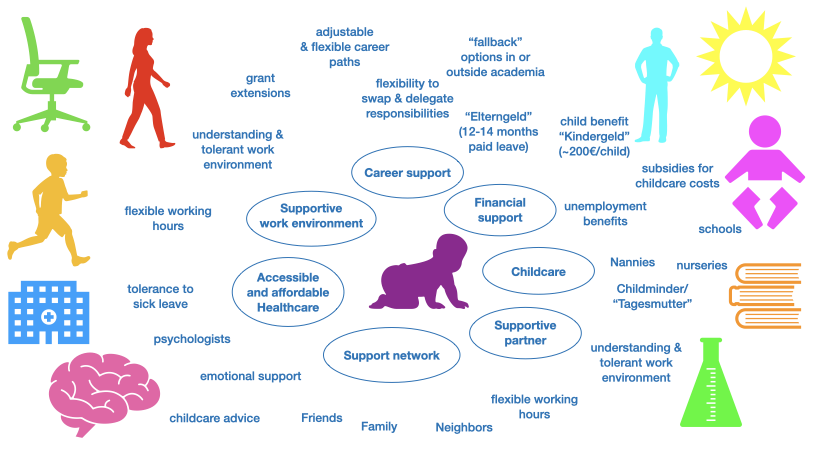 adjustable
& flexible career
paths
“fallback”
options in or
outside academia
grant
extensions
flexibility to
swap & delegate
responsibilities
“Elterngeld”
(12-14 months
paid leave)
child benefit
“Kindergeld”
(~200€/child)
understanding &
tolerant work
environment
Career support
subsidies for
childcare costs
flexible working
hours
Supportive
work environment
Financial
support
unemployment
benefits
schools
Accessible
and affordable
Healthcare
Childcare
Nannies
nurseries
tolerance to
sick leave
Childminder/
“Tagesmutter”
psychologists
Support network
Supportive
partner
understanding &
tolerant work
environment
emotional support
flexible working
hours
childcare advice
Friends
Family
Neighbors